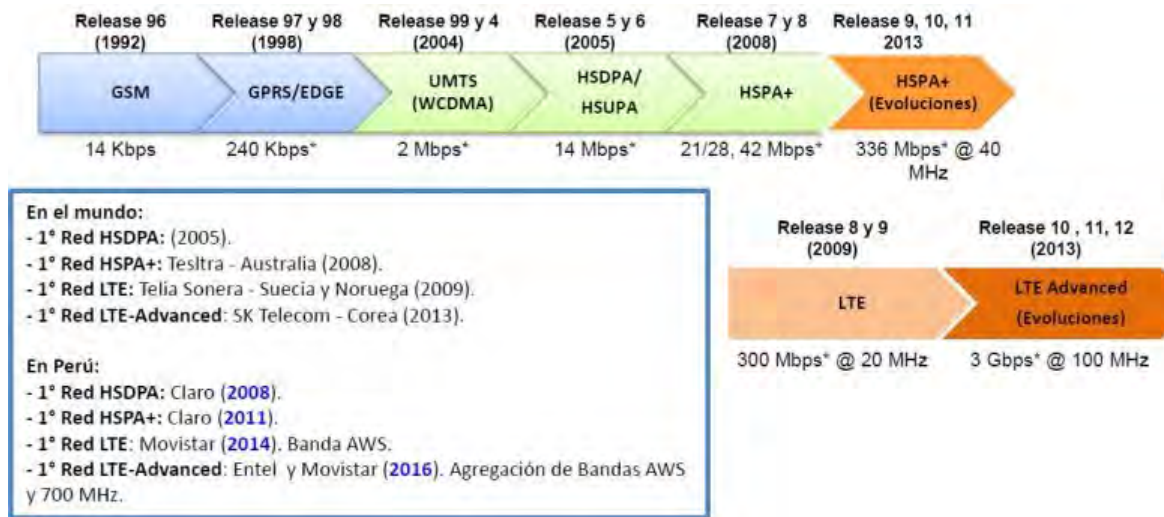 Release 96
(1992)
Release 97 y 98
(1998)
Release 99 y 4
(2004)
Release 5 y 6
(2005)
Release 7 y 8
(2008)
Release 9, 10, 11
2013
GSM
GPRS/EDGE
UMTS
(WCDMA)
HSDPA/
HSUPA
HSPA+
HSPA+
(Evoluciones)
14 Kbps
240 Kbps*
2 Mbps*
14 Mbps*
21/28, 42 Mbps*
336 Mbps* @ 40
MHz
En el mundo:
- 1° Red HSDPA: (2005).
- 1° Red HSPA+: Tesltra - Australia (2008).
- 1° Red LTE: Telia Sonera - Suecia y Noruega (2009).
- 1° Red LTE-Advanced: SK Telecom - Corea (2013).
En Perú:
- 1° Red HSDPA: Claro (2008).
- 1° Red HSPA+: Claro (2011).
- 1° Red LTE: Movistar (2014). Banda AWS.
- 1° Red LTE-Advanced: Entel y Movistar (2016). Agregación de Bandas AWS
y 700 MHz.
Release 8 y 9
(2009)
Release 10 , 11, 12
(2013)
LTE
LTE Advanced
(Evoluciones)
300 Mbps* @ 20 MHz
3 Gbps* @ 100 MHz